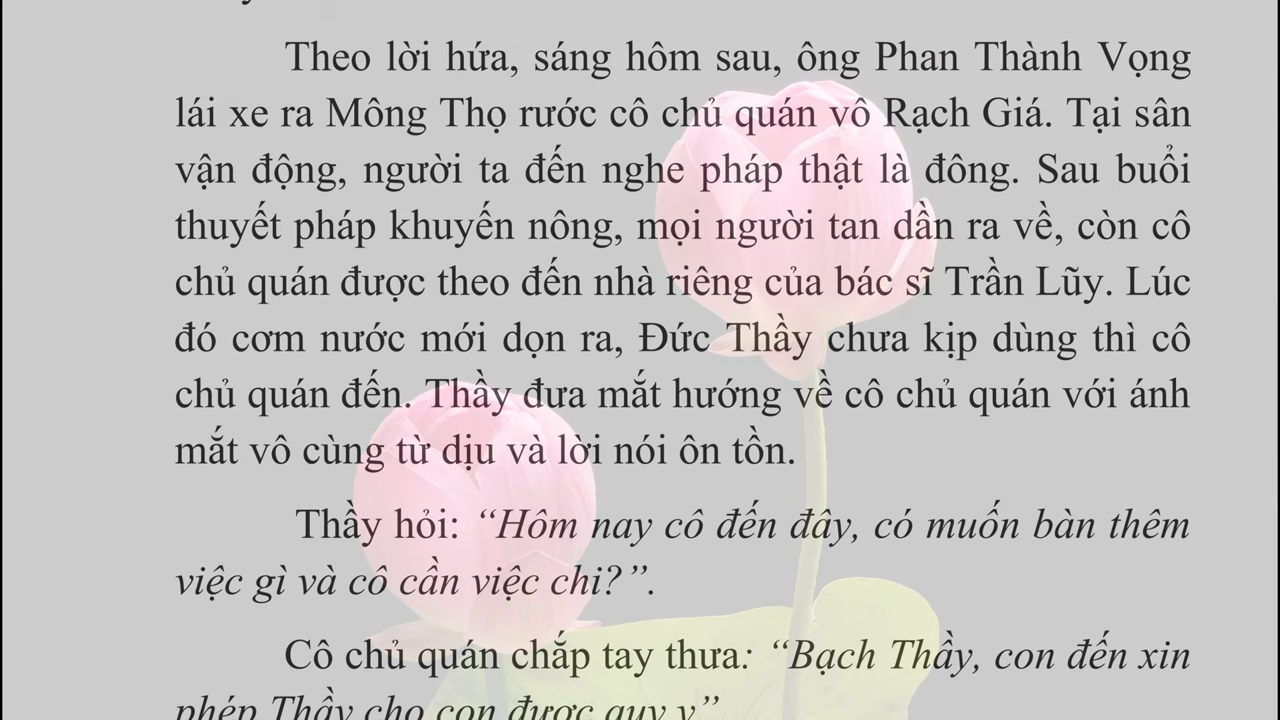 Theo lời hứa, sáng hôm sau, ông Phan Thành Vọng
lái xe ra Mông Thọ rước cô chủ quán vô Rạch Giá. Tại sân
vận động, người ta đến nghe pháp thật là đông. Sau buổi
thuyết pháp khuyến nông, mọi người tan dần ra về, còn cô
chủ quán được theo đến nhà riêng của bác sĩ Trần Lũy. Lúc
đó cơm nước mới dọn ra, Đức Thầy chưa kịp dùng thì cô
chủ quán đến. Thầy đưa mắt hướng về cô chủ quán với ánh
mắt vô cùng từ dịu và lời nói ôn tồn.
Thầy hỏi: “Hôm nay cô đến đây, có muốn bàn thêm
việc gì và cô cần việc chi?”.
Cô chủ quán chắp tay thưa: “Bạch Thầy, con đến xin
phép Thầy cho con được quy y”